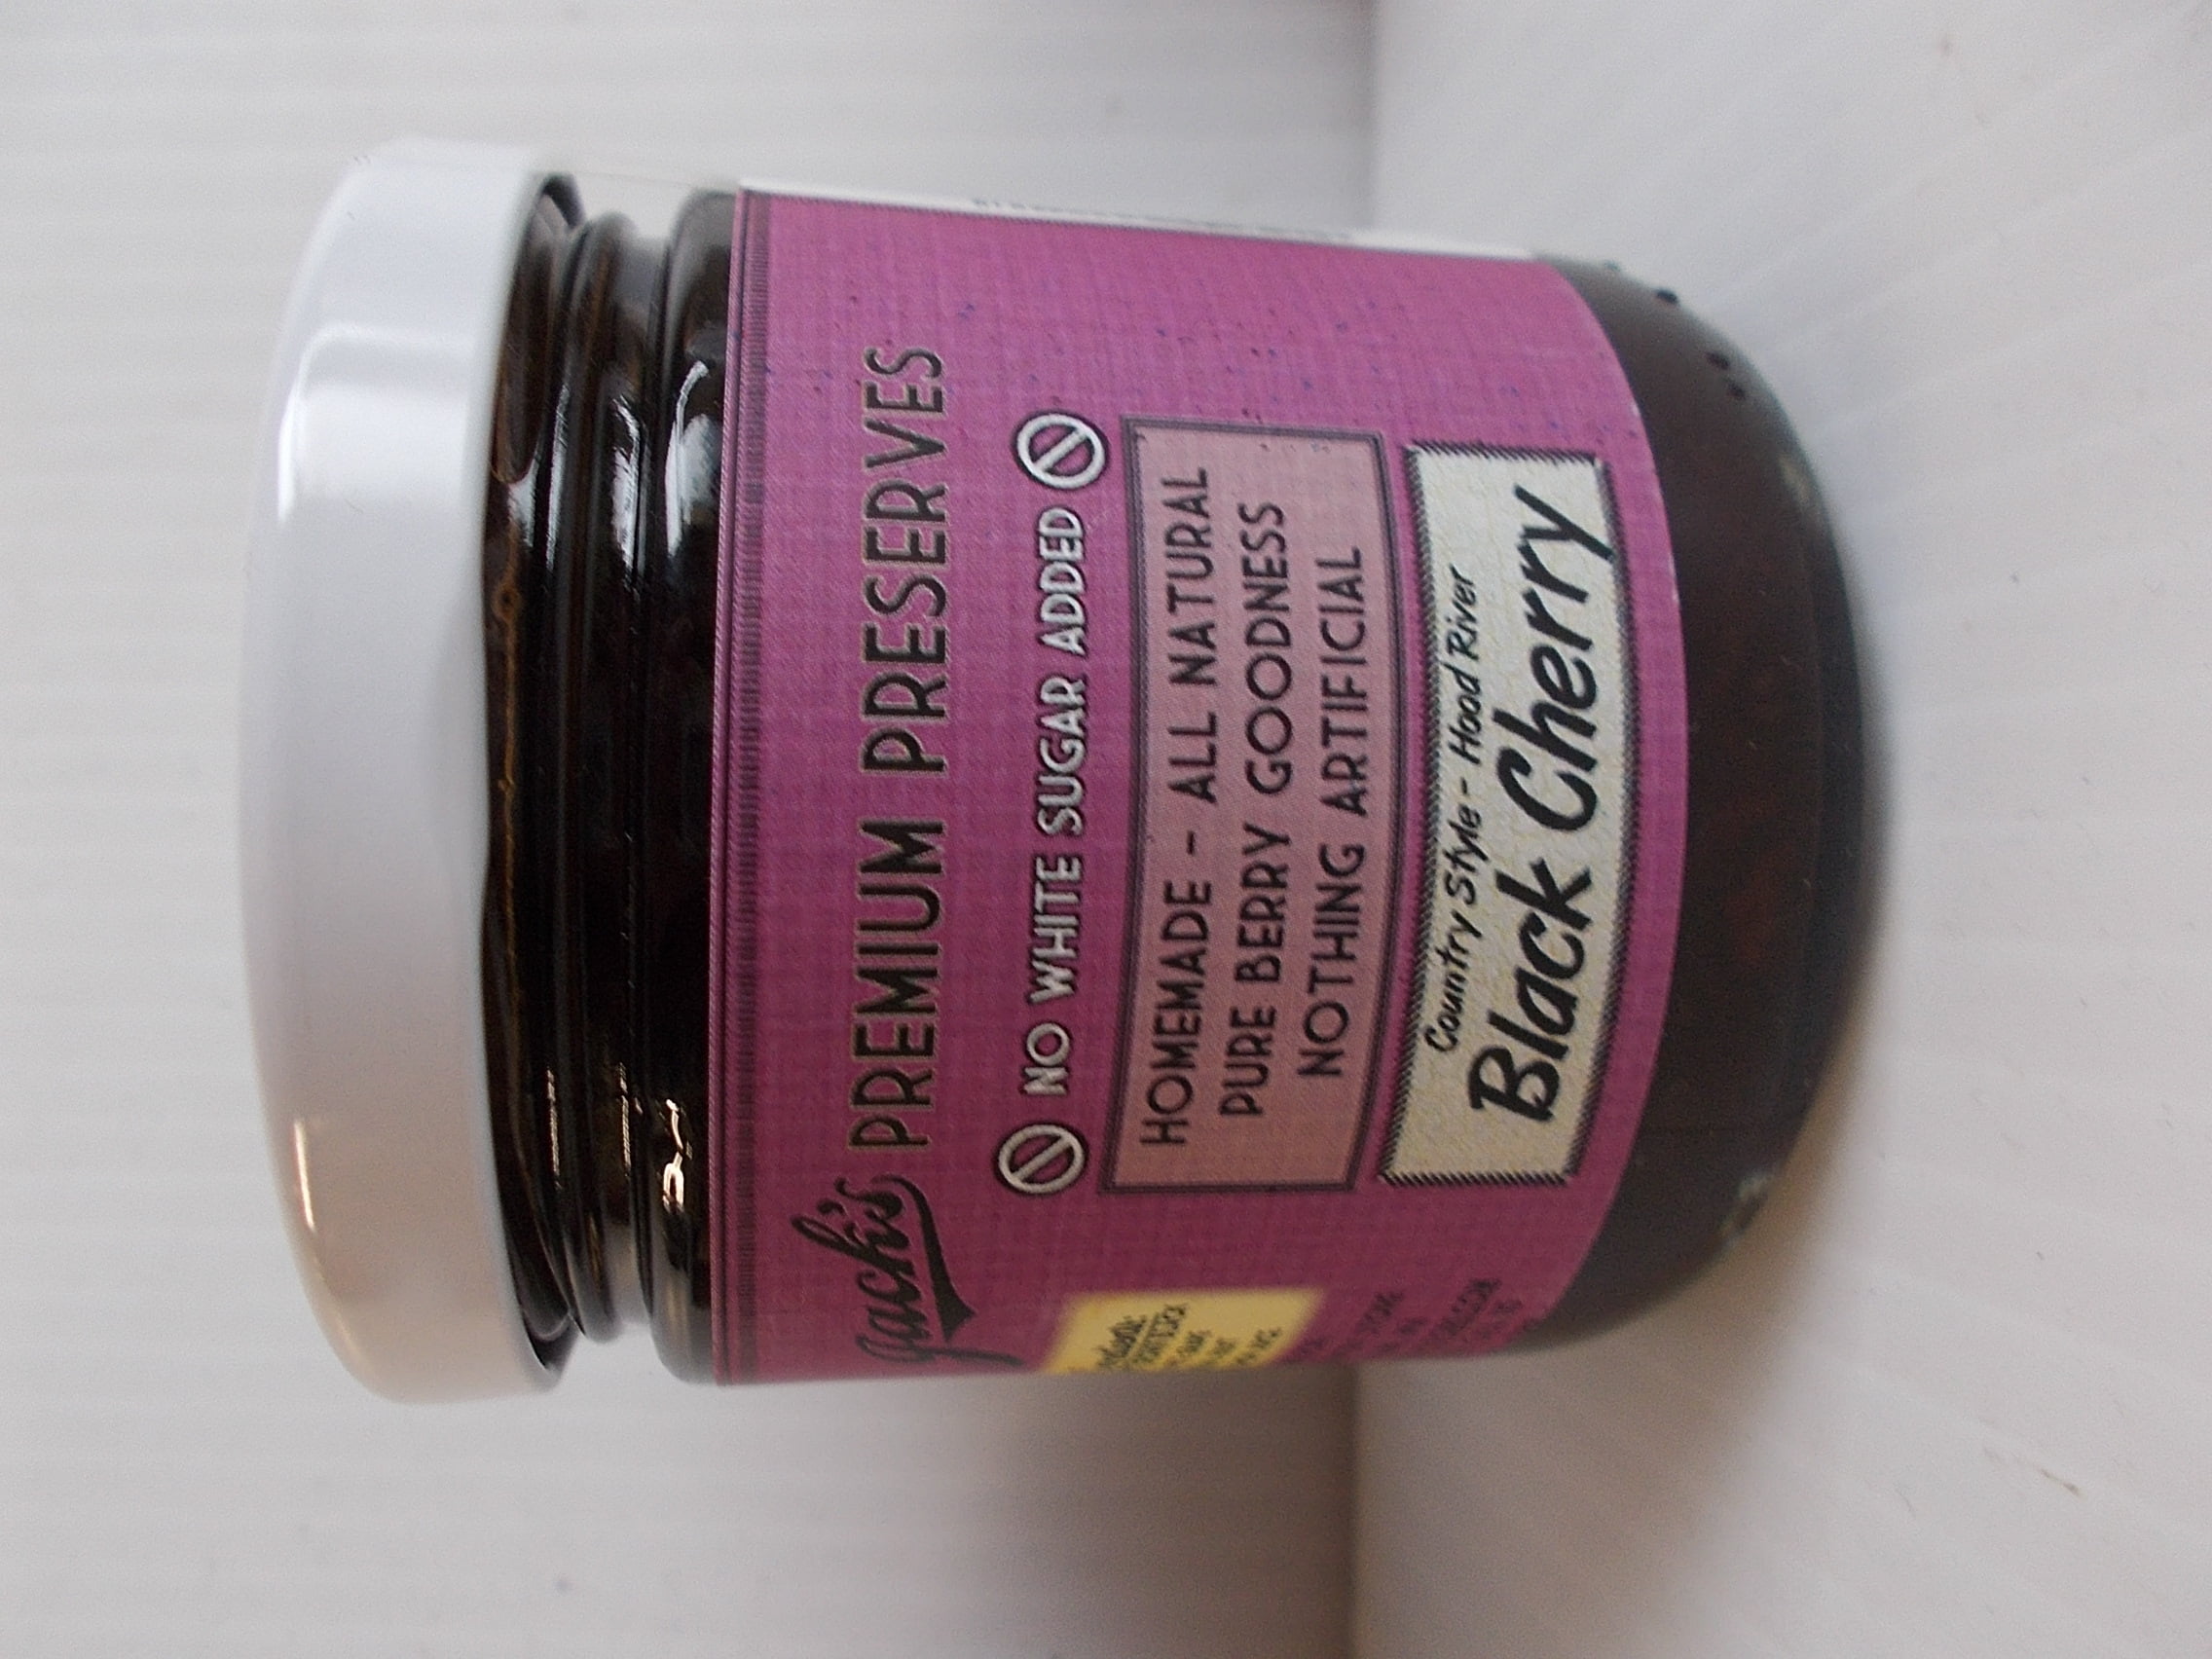 Jack's PREMIUM PRESERVES
NO WHITE SUGAR ADDED
HOMEMADE - ALL NATURAL
PURE BERRY GOODNESS
NOTHING ARTIFICIAL
Country Style - Hood River
Black Cherry